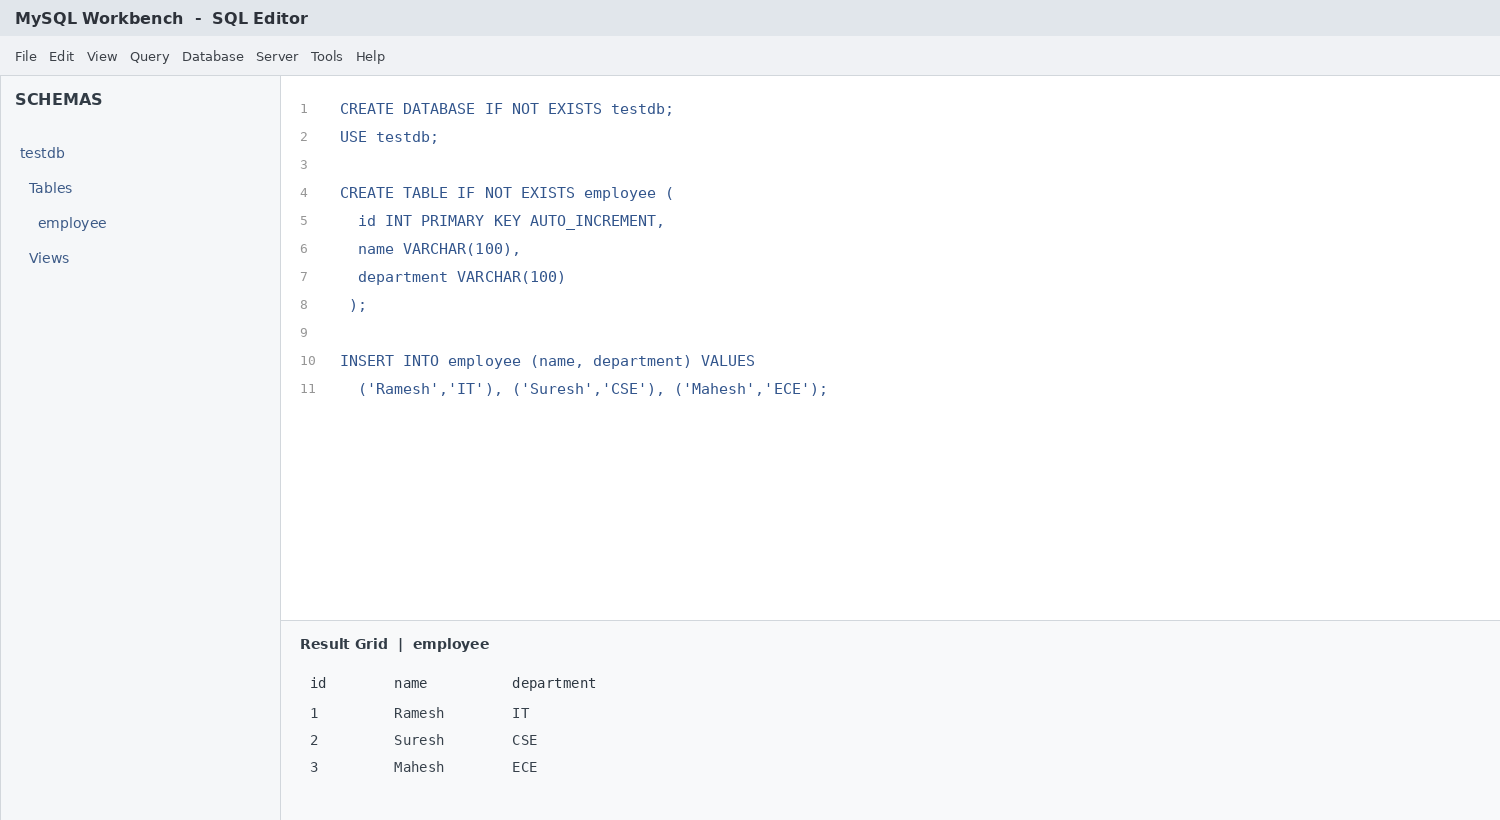 MySQL Workbench - SQL Editor
File Edit View Query Database Server Tools Help
SCHEMAS
testdb
Tables
employee
Views
1 CREATE DATABASE IF NOT EXISTS testdb;
2 USE testdb;
3
4 CREATE TABLE IF NOT EXISTS employee (
5 id INT PRIMARY KEY AUTO_INCREMENT,
6 name VARCHAR(100),
7 department VARCHAR(100)
8 );
9
10 INSERT INTO employee (name, department) VALUES
11 ('Ramesh','IT'), ('Suresh','CSE'), ('Mahesh','ECE');
Result Grid | employee
id name department
1 Ramesh IT
2 Suresh CSE
3 Mahesh ECE